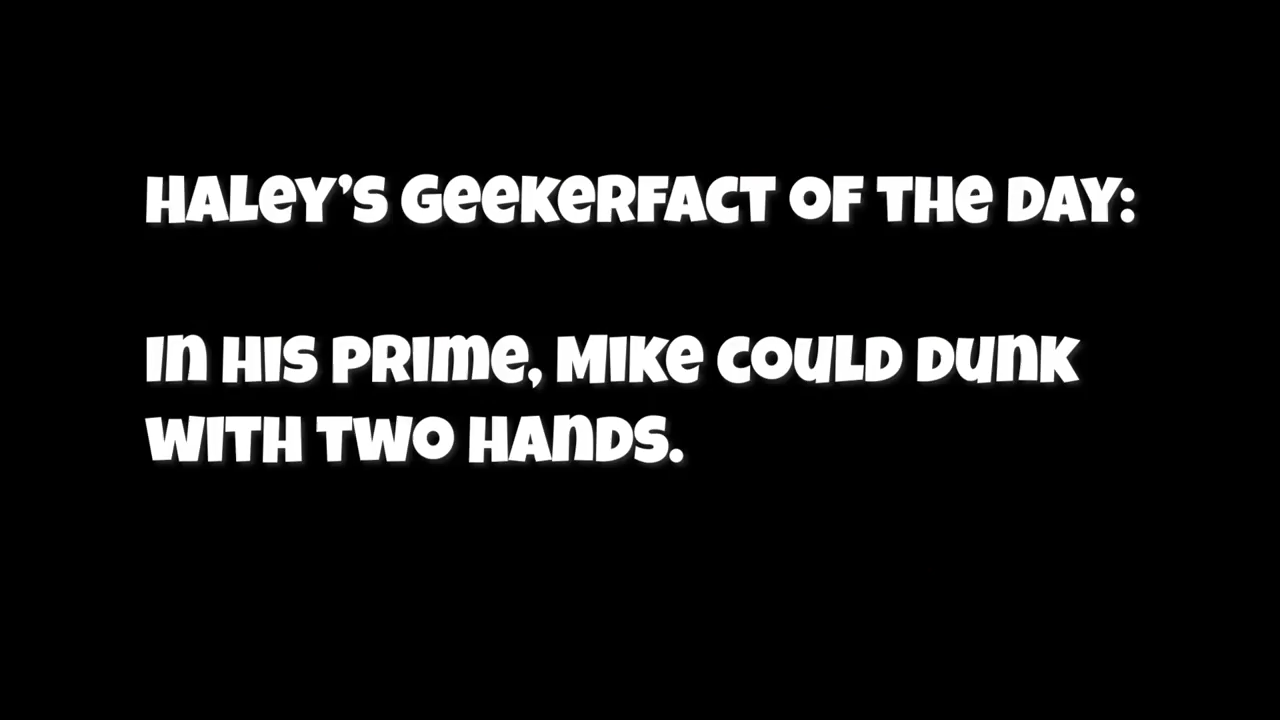 Haley's Geekerfact of the Day:
In his prime, Mike could dunk
with two hands.